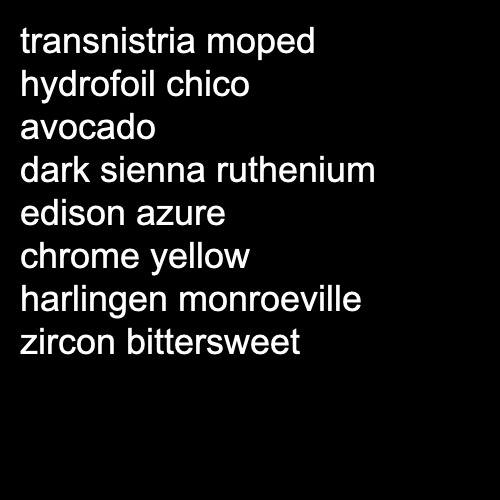 transnistria moped
hydrofoil chico
avocado
dark sienna ruthenium
edison azure
chrome yellow
harlingen monroeville
zircon bittersweet